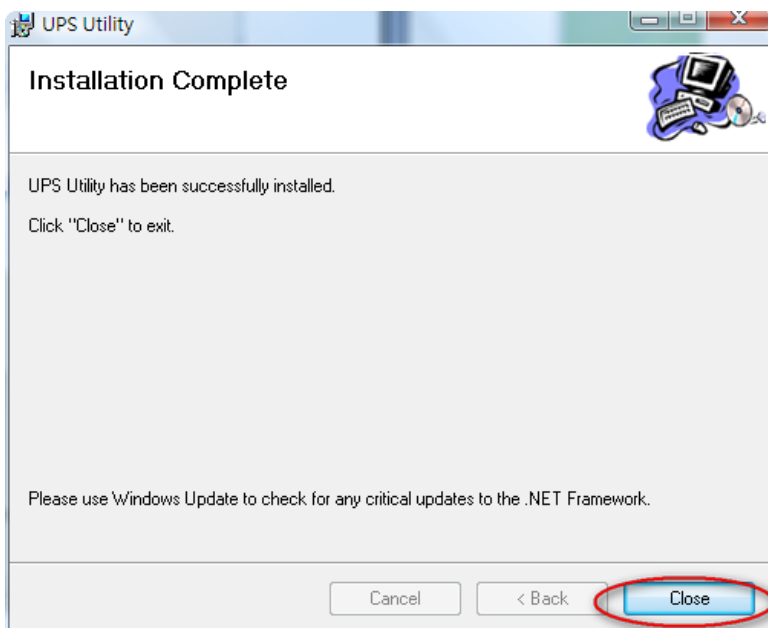 UPS Utility
Installation Complete
UPS Utility has been successfully installed.
Click "Close" to exit.
Please use Windows Update to check for any critical updates to the .NET Framework.
Cancel
< Back
Close